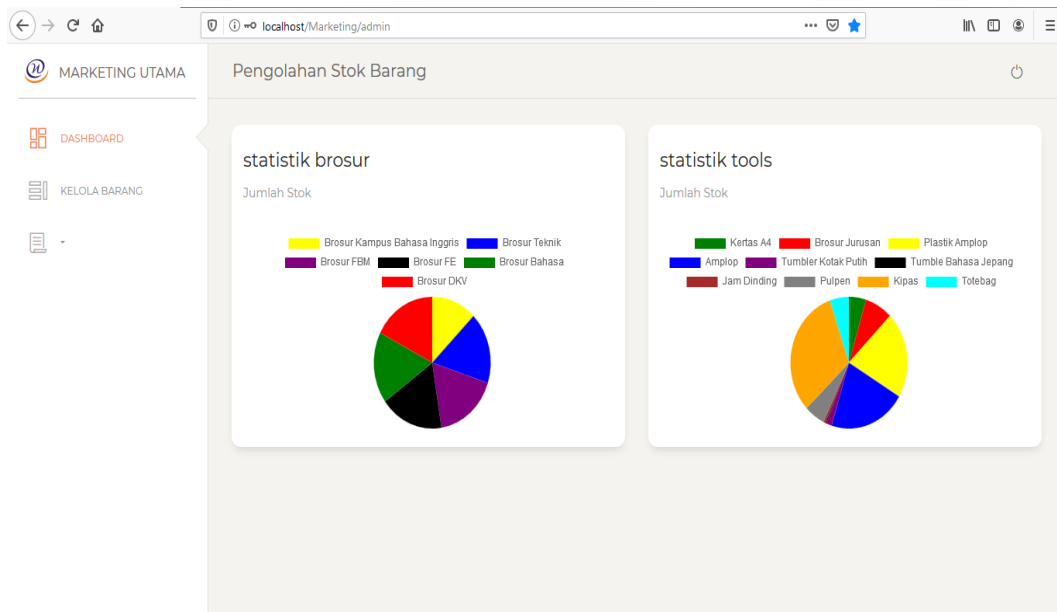 localhost/Marketing/admin
MARKETING UTAMA
Pengolahan Stok Barang
DASHBOARD
KELOLA BARANG
statistik brosur
Jumlah Stok
Brosur Kampus Bahasa Inggris Brosur Teknik
Brosur FBM Brosur FE Brosur Bahasa
Brosur DKV
statistik tools
Jumlah Stok
Kertas A4 Brosur Jurusan Plastik Amplop
Amplop Tumbler Kotak Putih Tumble Bahasa Jepang
Jam Dinding Pulpen Kipas Totebag